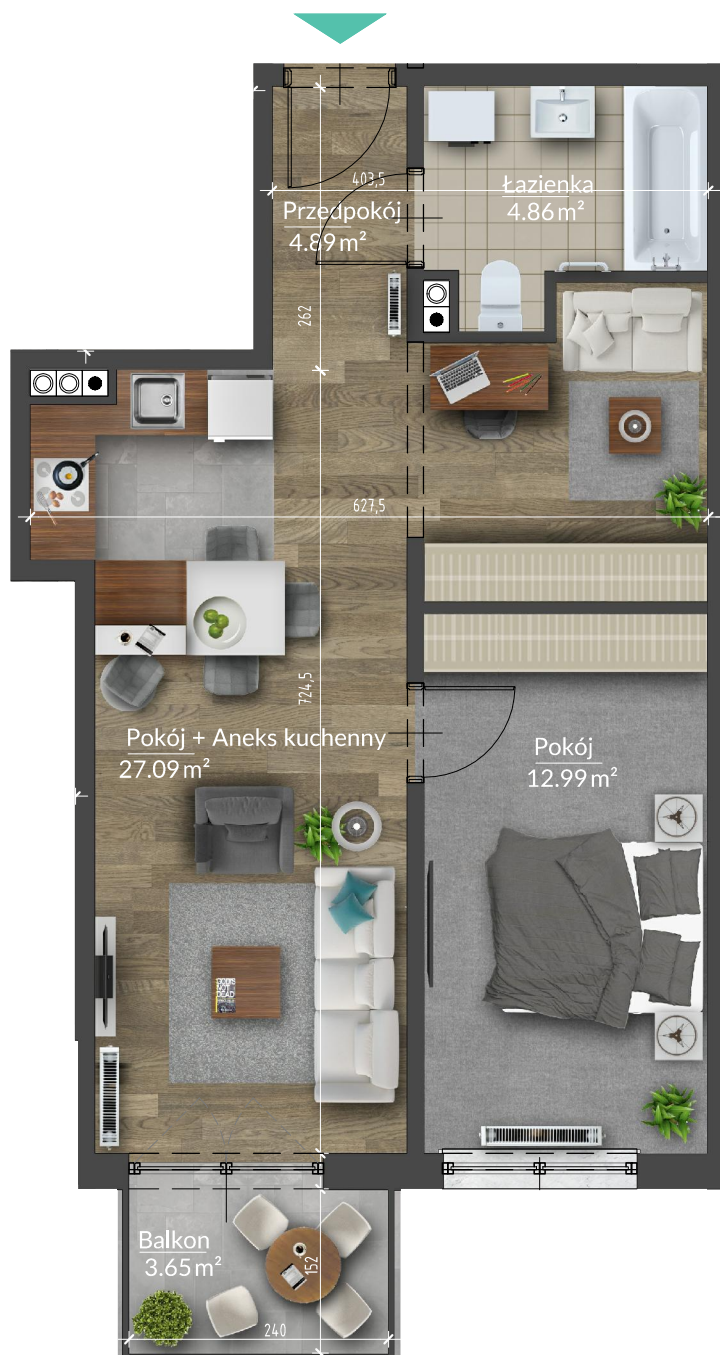 403,5
Łazienka
4.86 m²
Przedpokój
4.89 m²
262
627,5
724,5
Pokój + Aneks kuchenny
27.09 m²
Pokój
12.99 m²
Balkon
3.65 m²
152
240